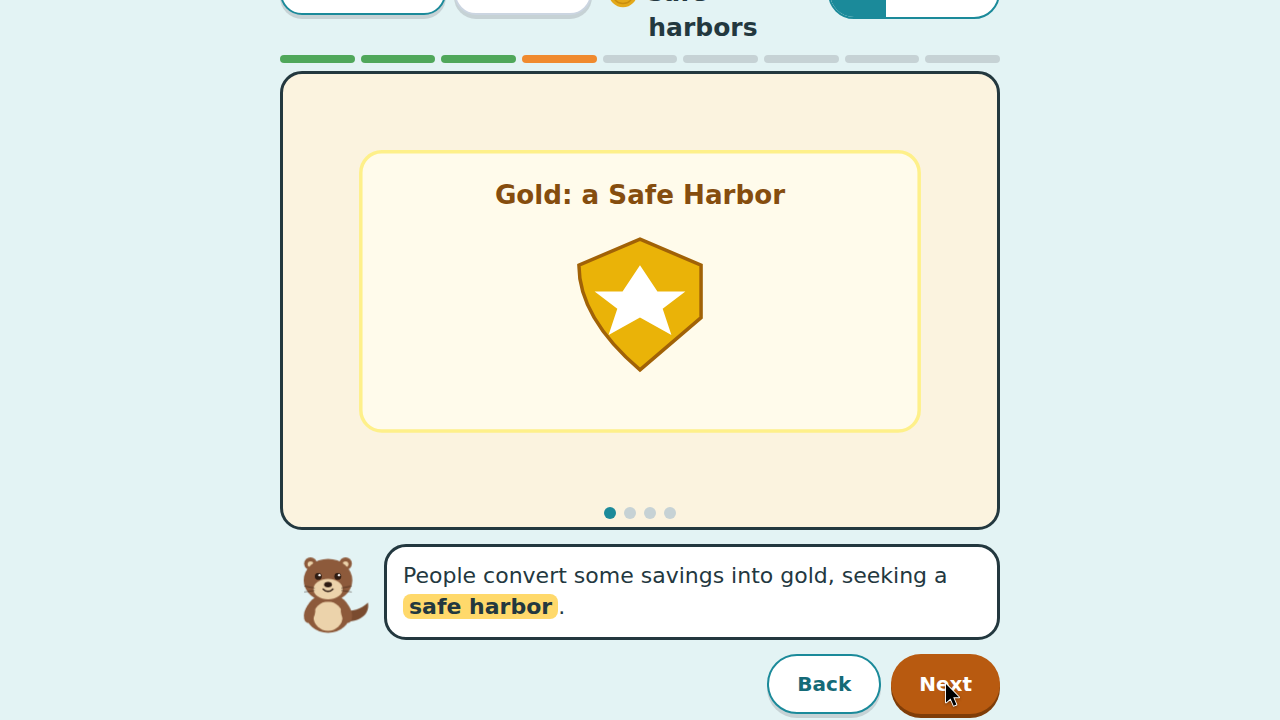 harbors
Gold: a Safe Harbor
People convert some savings into gold, seeking a
safe harbor.
Back
Next